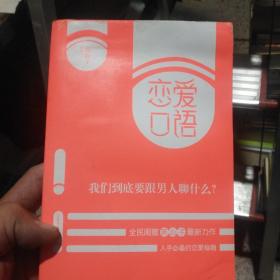 恋爱
口语
我们到底要跟男人聊什么?
全民闺蜜 最新力作
人手必备的恋爱指南